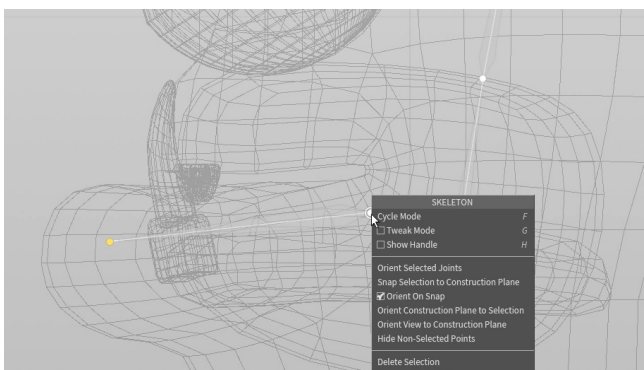 SKELETON
Cycle Mode F
Tweak Mode G
Show Handle H
Orient Selected Joints
Snap Selection to Construction Plane
Orient On Snap
Orient Construction Plane to Selection
Orient View to Construction Plane
Hide Non-Selected Points
Delete Selection